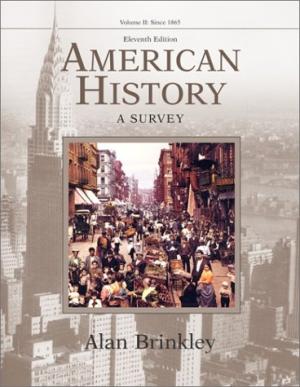 Volume II: Since 1865
Eleventh Edition
AMERICAN
HISTORY
A SURVEY
Alan Brinkley